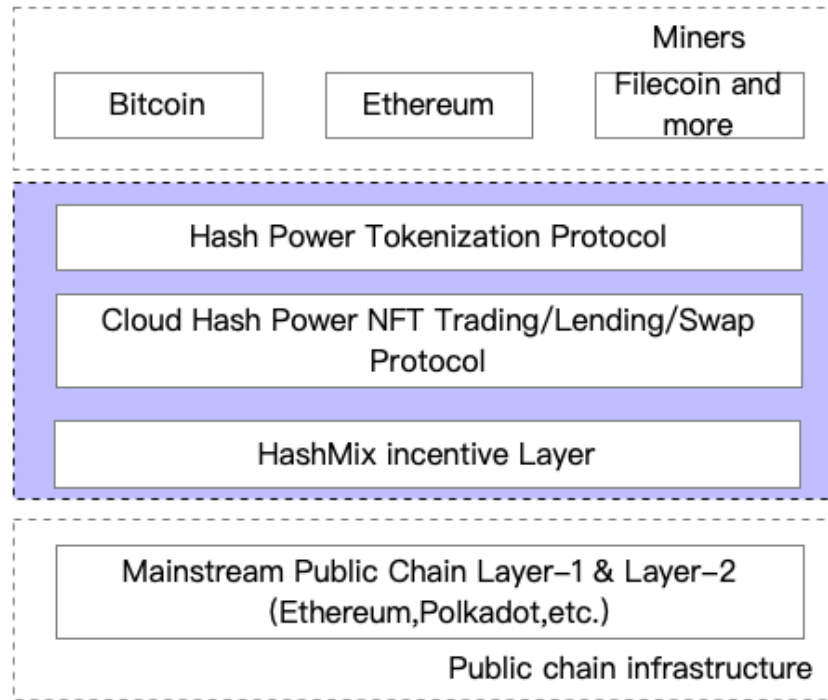 Miners
Bitcoin
Ethereum
Filecoin and
more
Hash Power Tokenization Protocol
Cloud Hash Power NFT Trading/Lending/Swap
Protocol
HashMix incentive Layer
Mainstream Public Chain Layer-1 & Layer-2
(Ethereum,Polkadot,etc.)
Public chain infrastructure